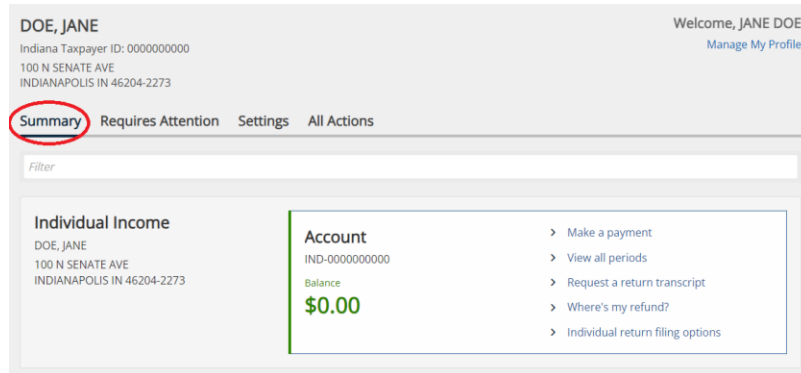 DOE, JANE
Welcome, JANE DOE
Indiana Taxpayer ID: 0000000000
Manage My Profile
100 N SENATE AVE
INDIANAPOLIS IN 46204-2273
Summary Requires Attention Settings All Actions
Filter
Individual Income
DOE, JANE
100 N SENATE AVE
INDIANAPOLIS IN 46204-2273
Account
IND-0000000000
Balance
$0.00
Make a payment
View all periods
Request a return transcript
Where's my refund?
Individual return filing options